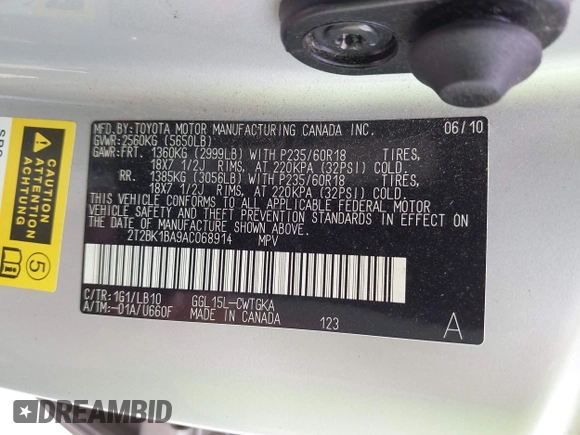 MFD. BY: TOYOTA MOTOR MANUFACTURING CANADA INC. 06/10
GVWR: 2560KG (5650LB)
GAWR: FRT. 1360KG (2999LB) WITH P235/60R18 TIRES,
18X7 1/2J RIMS, AT 220KPA (32PSI) COLD.
RR. 1385KG (3056LB) WITH P235/60R18 TIRES,
18X7 1/2J RIMS, AT 220KPA (32PSI) COLD.
THIS VEHICLE CONFORMS TO ALL APPLICABLE FEDERAL MOTOR
VEHICLE SAFETY AND THEFT PREVENTION STANDARDS IN EFFECT
ON THE DATE OF MANUFACTURE SHOWN ABOVE.
2T2BK1BA9AC068914 MPV
C/TR: 1G1/LB10 GGL15L-CWTGKA
A/TM: -01A/U660F MADE IN CANADA 123 A
CAUTION
ATTENTION
ACHTUNG
5
DREAMBID